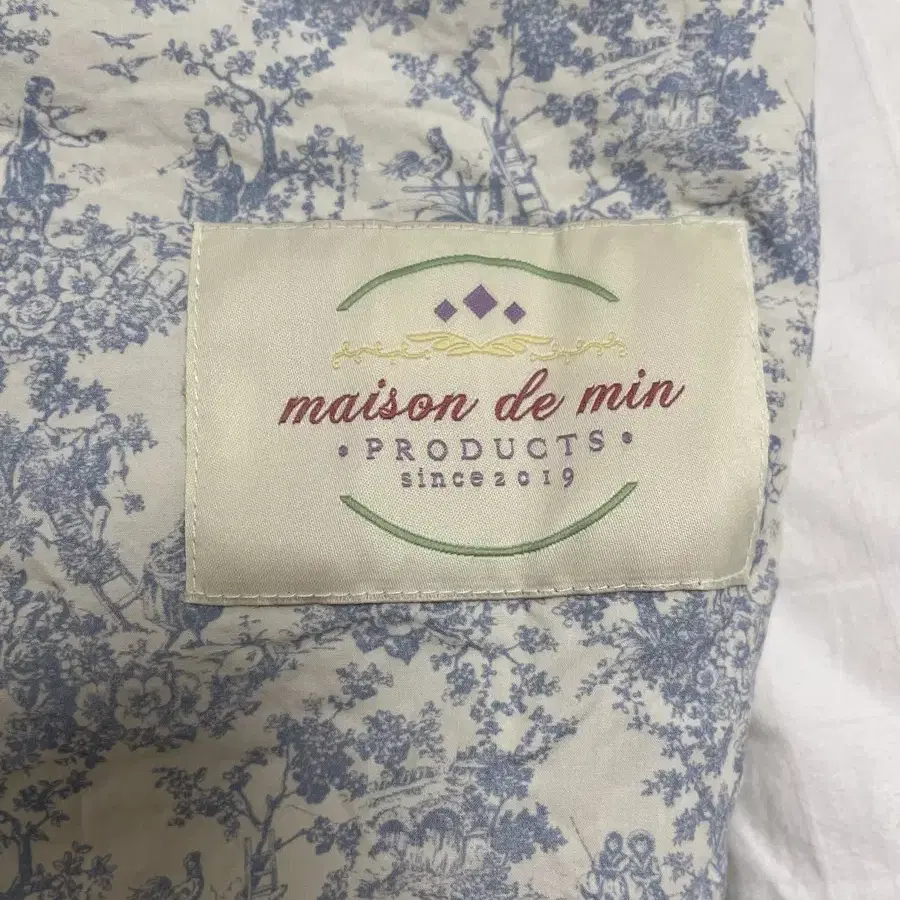 maison de min
• PRODUCTS •
since2019